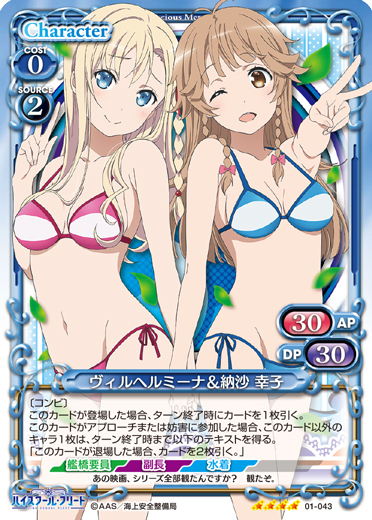 Character
COST
0
SOURCE
2
30 AP
DP 30
ヴィルヘルミーナ&納沙 幸子
［コンビ］
このカードが登場した場合、ターン終了時にカードを1枚引く。
このカードがアプローチまたは妨害に参加した場合、このカード以外の
キャラ1枚は、ターン終了時まで以下のテキストを得る。
「このカードが退場した場合、カードを2枚引く。」
艦橋要員 副長 水着
あの映画、シリーズ全部観たんですか？ 観たぞ。
ハイスクール・フリート
©AAS／海上安全整備局
01-043